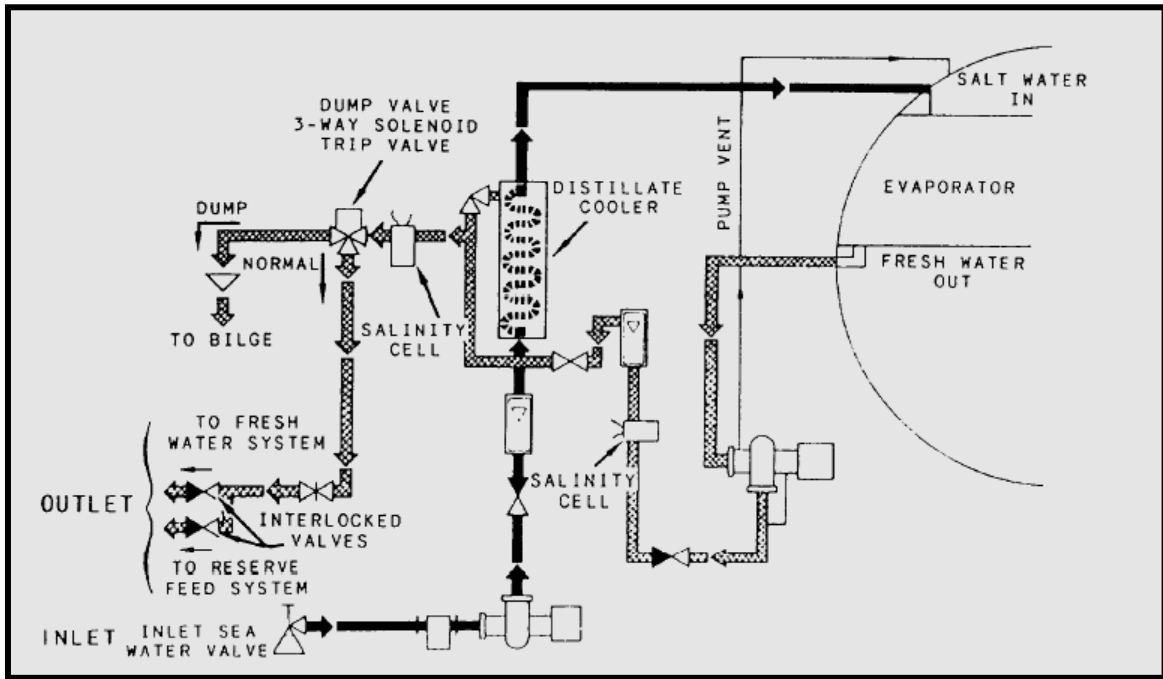 DUMP VALVE
3-WAY SOLENOID
TRIP VALVE
SALT WATER
IN
PUMP VENT
DISTILLATE
COOLER
EVAPORATOR
DUMP
NORMAL
FRESH WATER
OUT
TO BILGE
SALINITY
CELL
TO FRESH
WATER SYSTEM
SALINITY
CELL
OUTLET
INTERLOCKED
VALVES
TO RESERVE
FEED SYSTEM
INLET
INLET SEA
WATER VALVE